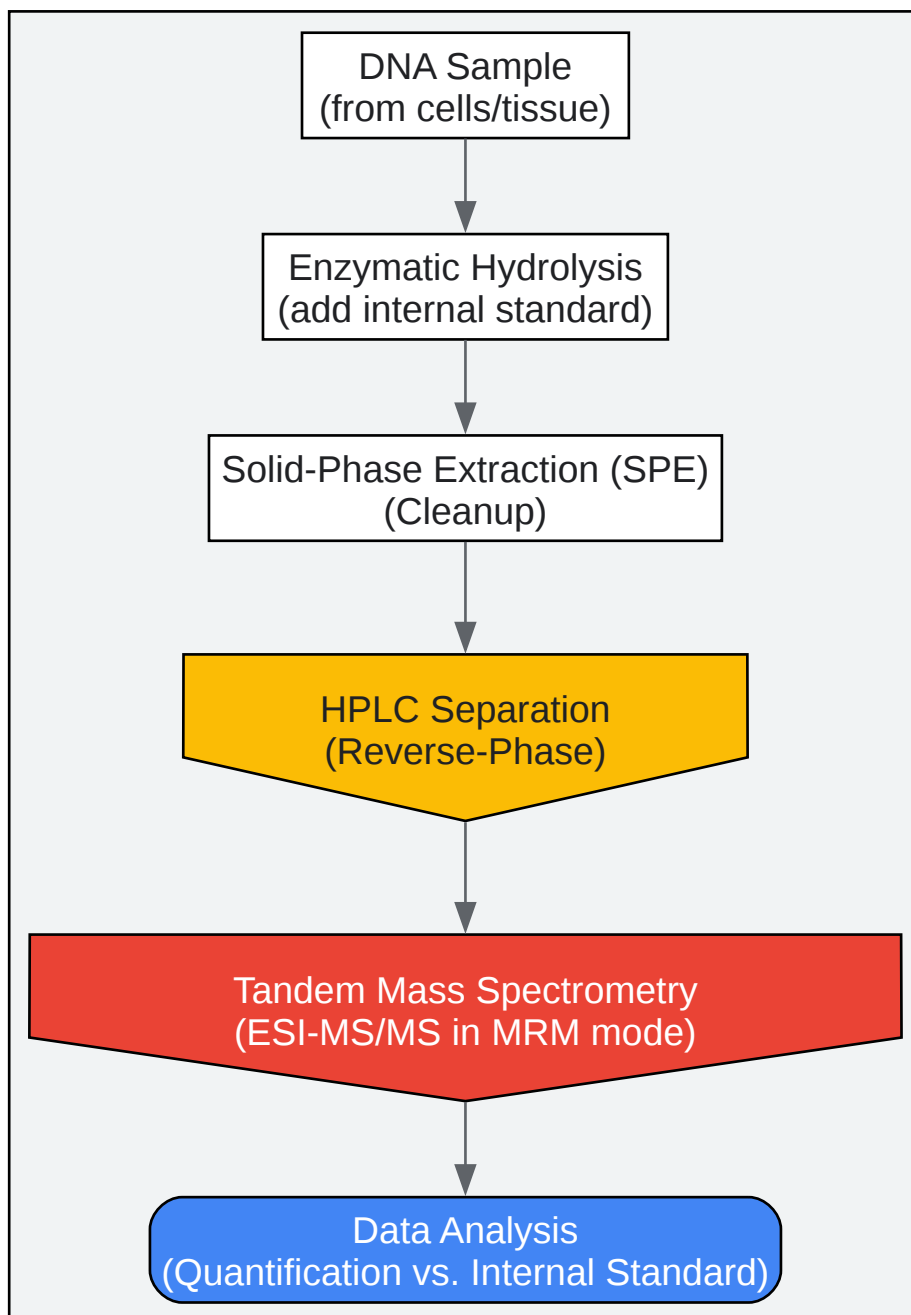 DNA Sample
(from cells/tissue)
Enzymatic Hydrolysis
(add internal standard)
Solid-Phase Extraction (SPE)
(Cleanup)
HPLC Separation
(Reverse-Phase)
Tandem Mass Spectrometry
(ESI-MS/MS in MRM mode)
Data Analysis
(Quantification vs. Internal Standard)